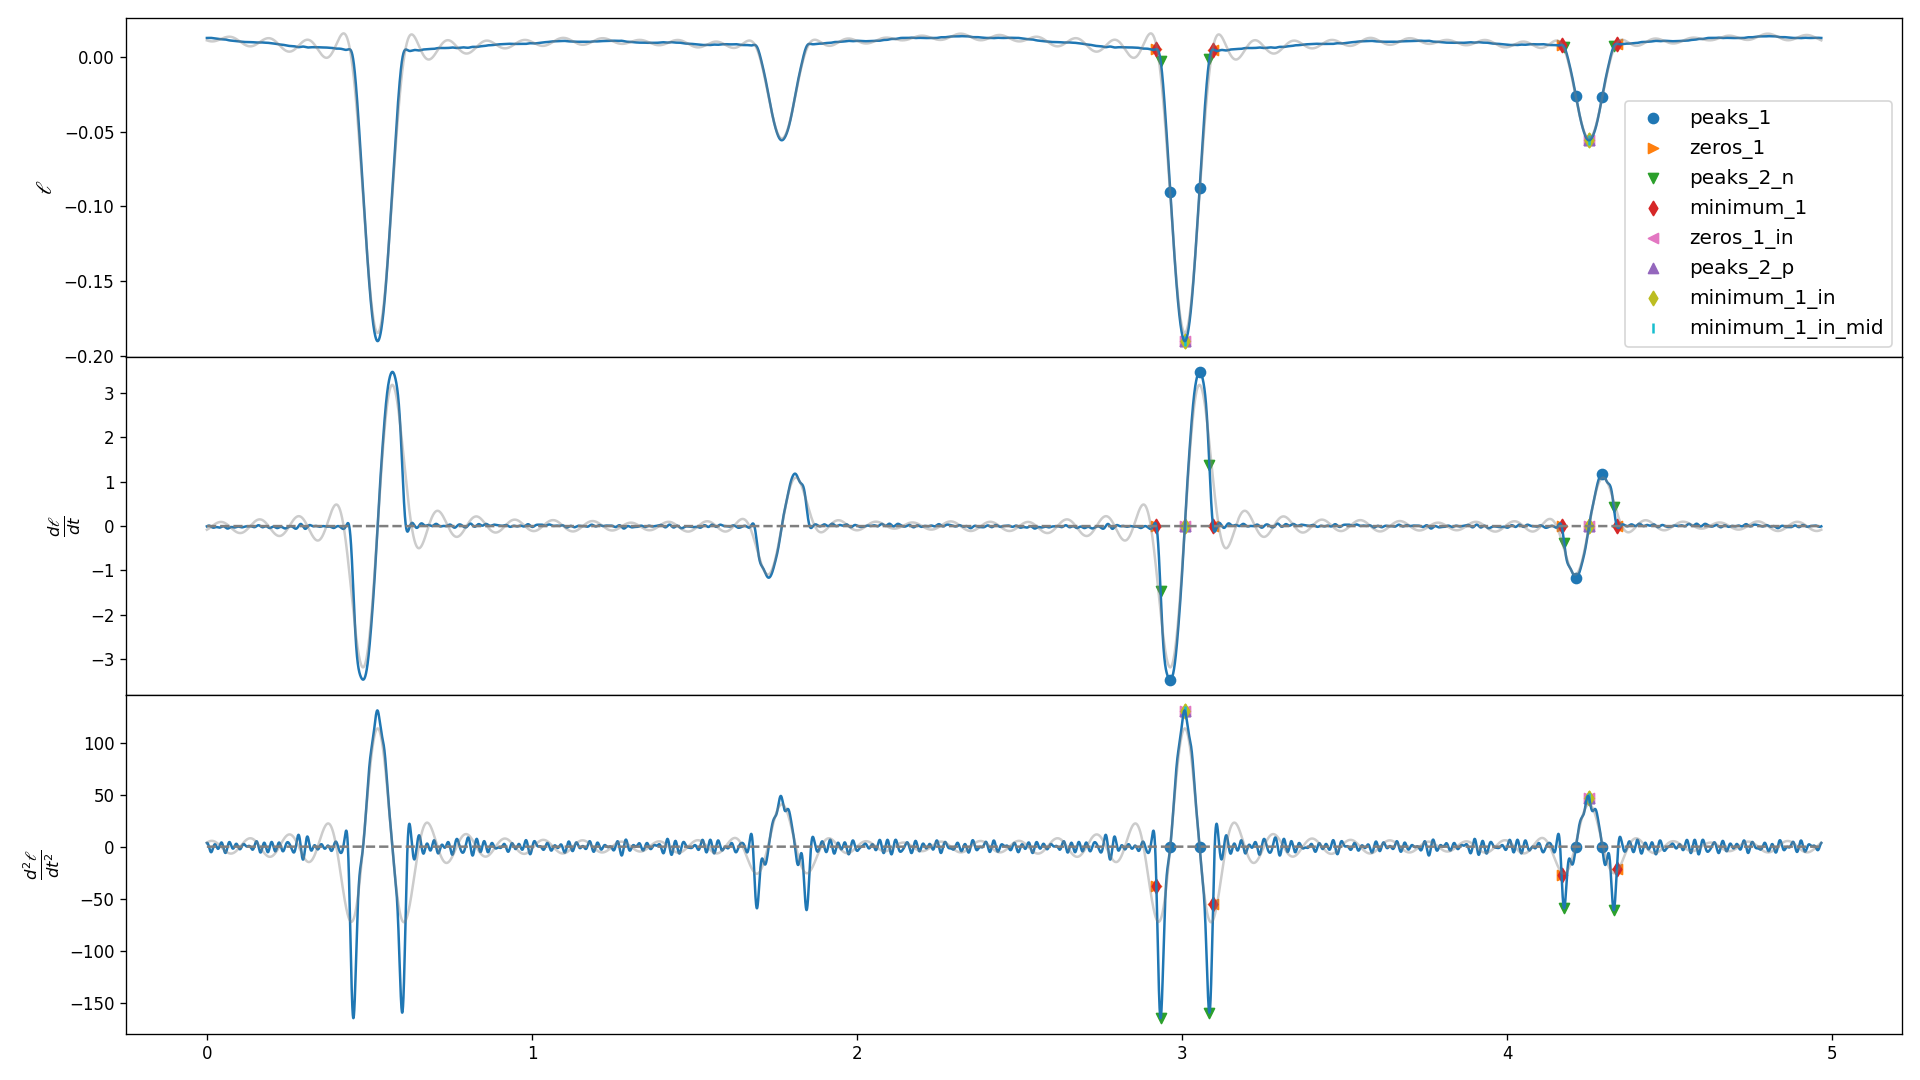 0.00
−0.05
−0.10
−0.15
−0.20
ℓ
peaks_1
zeros_1
peaks_2_n
minimum_1
zeros_1_in
peaks_2_p
minimum_1_in
minimum_1_in_mid
3
2
1
0
−1
−2
−3
dℓ/dt
100
50
0
−50
−100
−150
d²ℓ/dt²
0 1 2 3 4 5